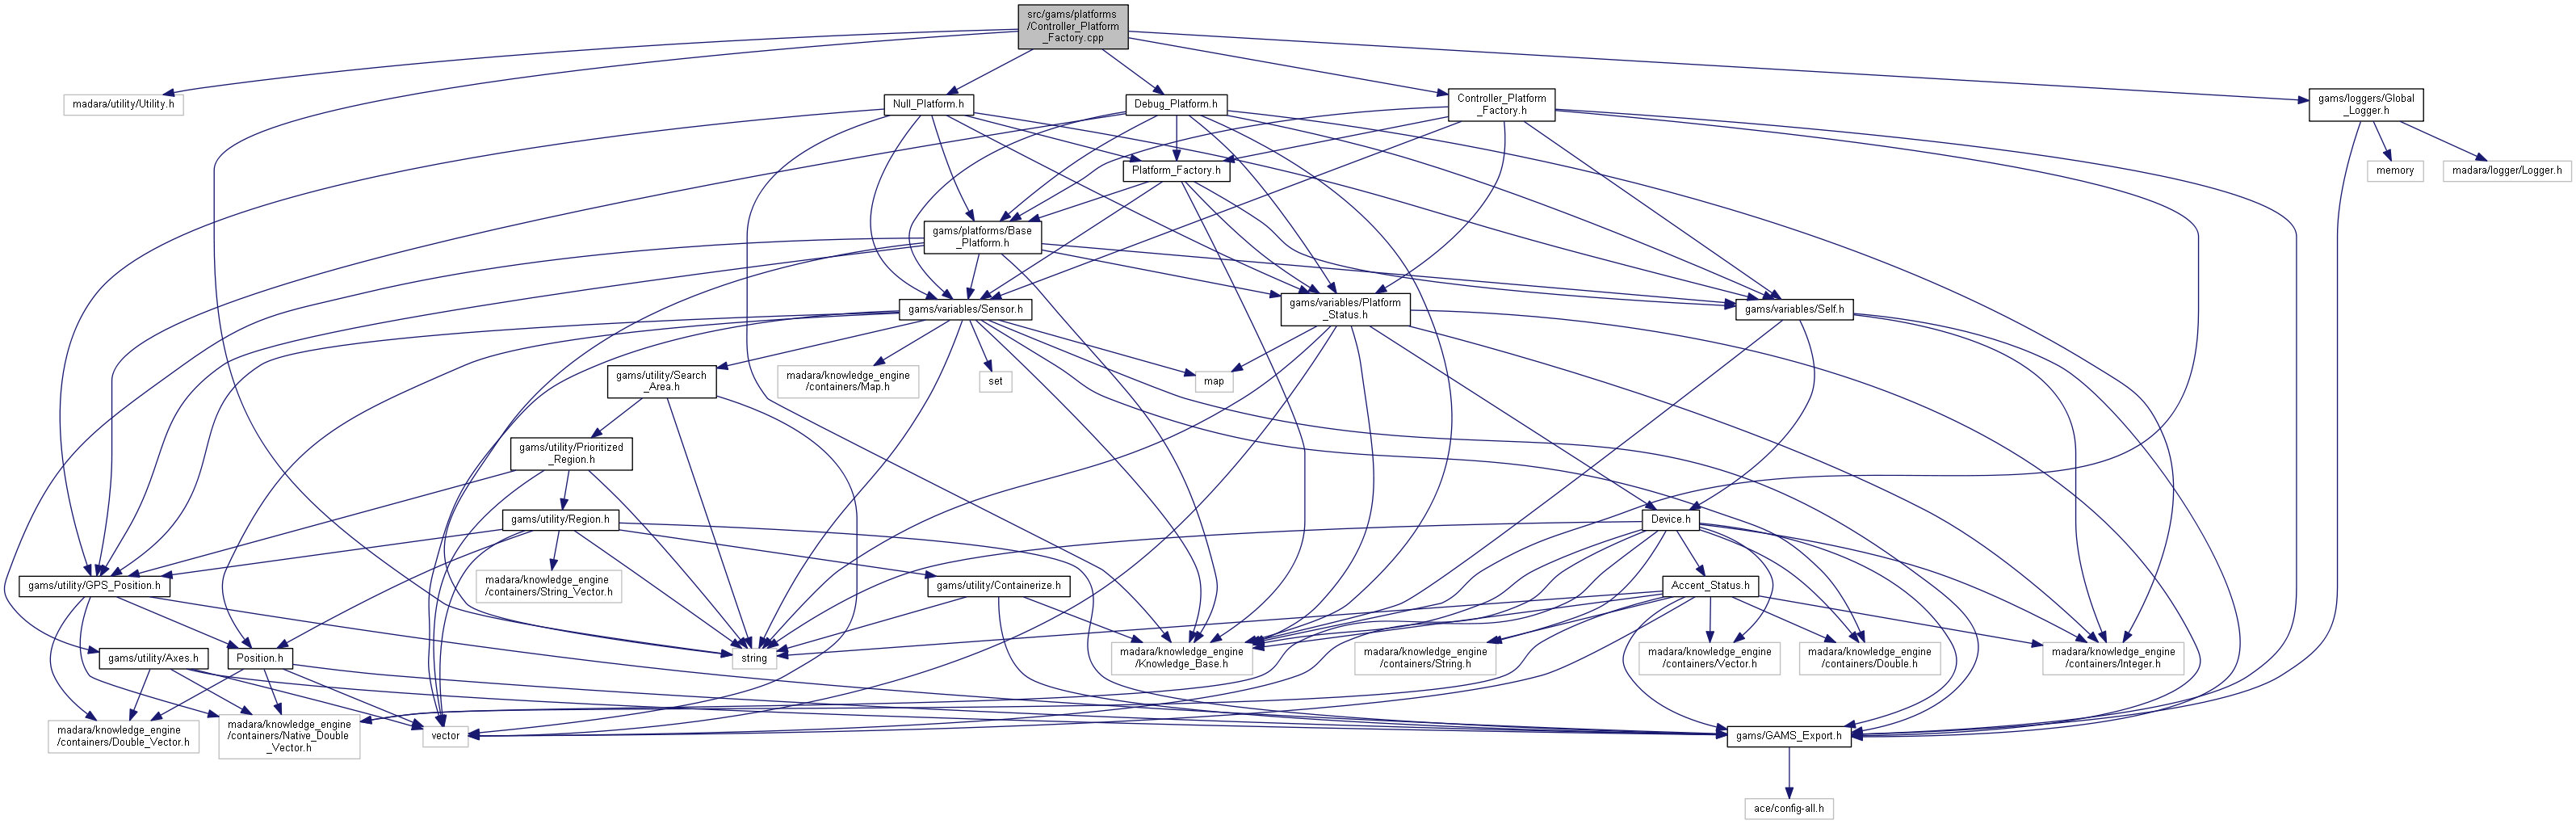 src/gams/platforms
/Controller_Platform
_Factory.cpp
madara/utility/Utility.h
Null_Platform.h
Debug_Platform.h
Controller_Platform
_Factory.h
gams/loggers/Global
_Logger.h
Platform_Factory.h
memory
madara/logger/Logger.h
gams/platforms/Base
_Platform.h
gams/variables/Sensor.h
gams/variables/Platform
_Status.h
gams/variables/Self.h
gams/utility/Search
_Area.h
madara/knowledge_engine
/containers/Map.h
set
map
gams/utility/Prioritized
_Region.h
gams/utility/Region.h
Device.h
gams/utility/GPS_Position.h
madara/knowledge_engine
/containers/String_Vector.h
gams/utility/Containerize.h
Accent_Status.h
gams/utility/Axes.h
Position.h
string
madara/knowledge_engine
/Knowledge_Base.h
madara/knowledge_engine
/containers/String.h
madara/knowledge_engine
/containers/Vector.h
madara/knowledge_engine
/containers/Double.h
madara/knowledge_engine
/containers/Integer.h
madara/knowledge_engine
/containers/Double_Vector.h
madara/knowledge_engine
/containers/Native_Double
_Vector.h
vector
gams/GAMS_Export.h
ace/config-all.h